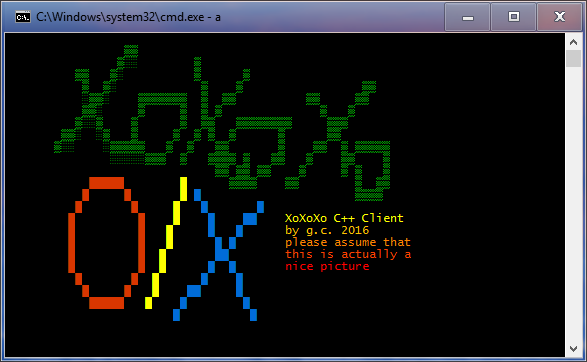 C:\Windows\system32\cmd.exe - a
XoXoXo
O/X
XoXoXo C++ Client
by g.c. 2016
please assume that
this is actually a
nice picture